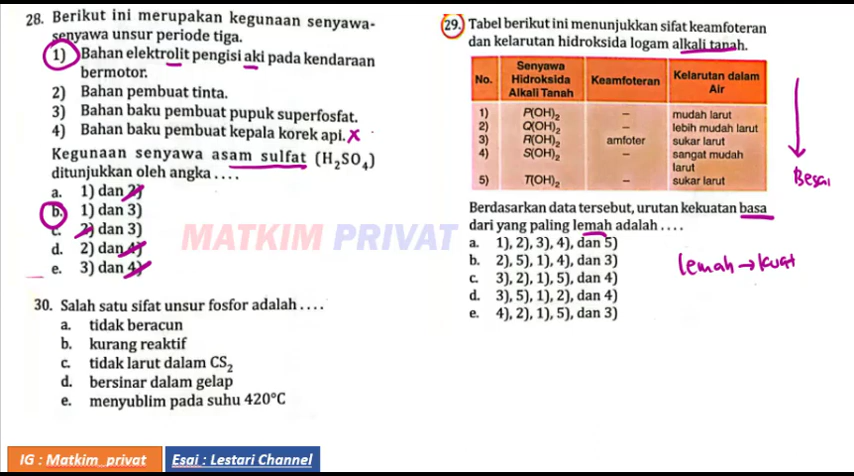 28. Berikut ini merupakan kegunaan senyawa-
senyawa unsur periode tiga.
1) Bahan elektrolit pengisi aki pada kendaraan
bermotor.
2) Bahan pembuat tinta.
3) Bahan baku pembuat pupuk superfosfat.
4) Bahan baku pembuat kepala korek api. X
Kegunaan senyawa asam sulfat (H₂SO₄)
ditunjukkan oleh angka . . . .
a. 1) dan 2)
b. 1) dan 3)
c. 2) dan 3)
d. 2) dan 4)
e. 3) dan 4)
30. Salah satu sifat unsur fosfor adalah . . . .
a. tidak beracun
b. kurang reaktif
c. tidak larut dalam CS₂
d. bersinar dalam gelap
e. menyublim pada suhu 420°C
29. Tabel berikut ini menunjukkan sifat keamfoteran
dan kelarutan hidroksida logam alkali tanah.
No. Senyawa Hidroksida Alkali Tanah Keamfoteran Kelarutan dalam Air
1) P(OH)₂ – mudah larut
2) Q(OH)₂ – lebih mudah larut
3) R(OH)₂ amfoter sukar larut
4) S(OH)₂ – sangat mudah larut
5) T(OH)₂ – sukar larut
Besar
Berdasarkan data tersebut, urutan kekuatan basa
dari yang paling lemah adalah . . . .
a. 1), 2), 3), 4), dan 5)
b. 2), 5), 1), 4), dan 3)
c. 3), 2), 1), 5), dan 4)
d. 3), 5), 1), 2), dan 4)
e. 4), 2), 1), 5), dan 3)
lemah → kuat
MATKIM PRIVAT
IG : Matkim_privat
Esai : Lestari Channel